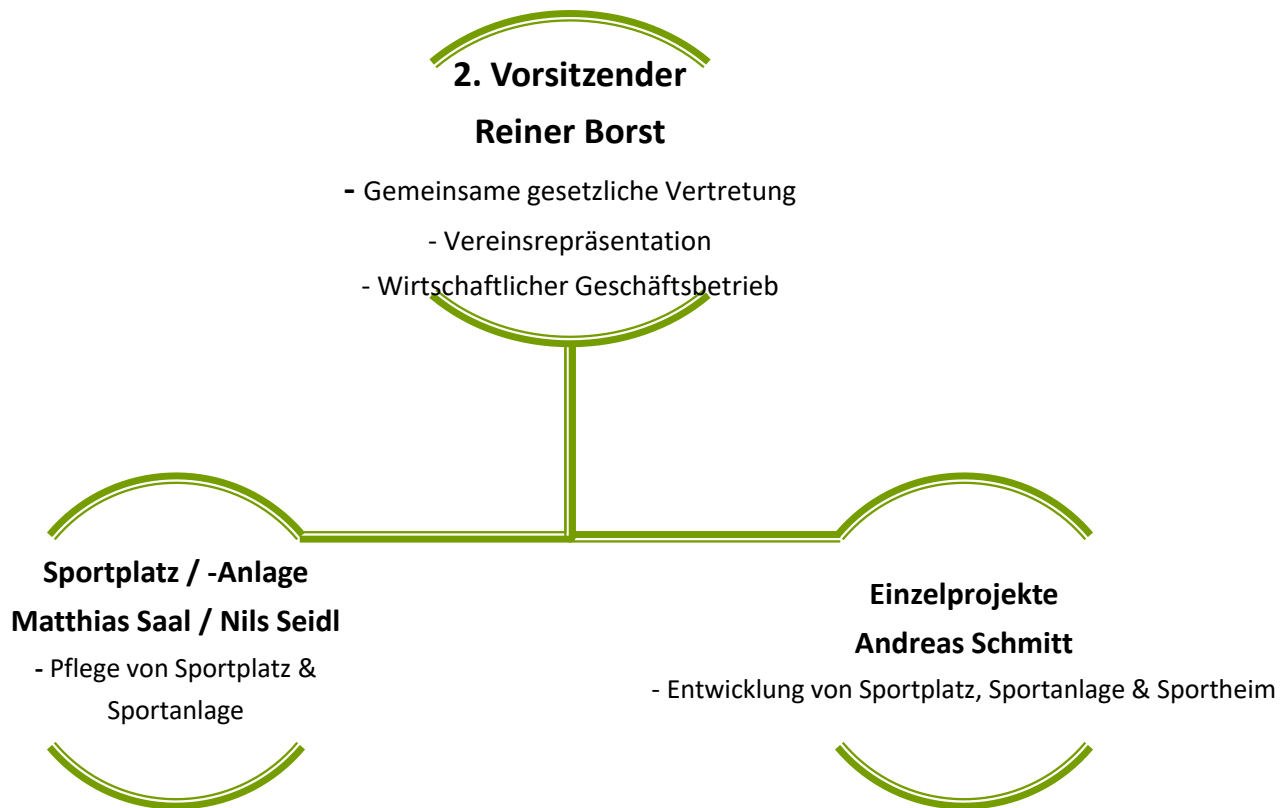 2. Vorsitzender
Reiner Borst
- Gemeinsame gesetzliche Vertretung
- Vereinsrepräsentation
- Wirtschaftlicher Geschäftsbetrieb
Sportplatz / -Anlage
Matthias Saal / Nils Seidl
- Pflege von Sportplatz &
Sportanlage
Einzelprojekte
Andreas Schmitt
- Entwicklung von Sportplatz, Sportanlage & Sportheim